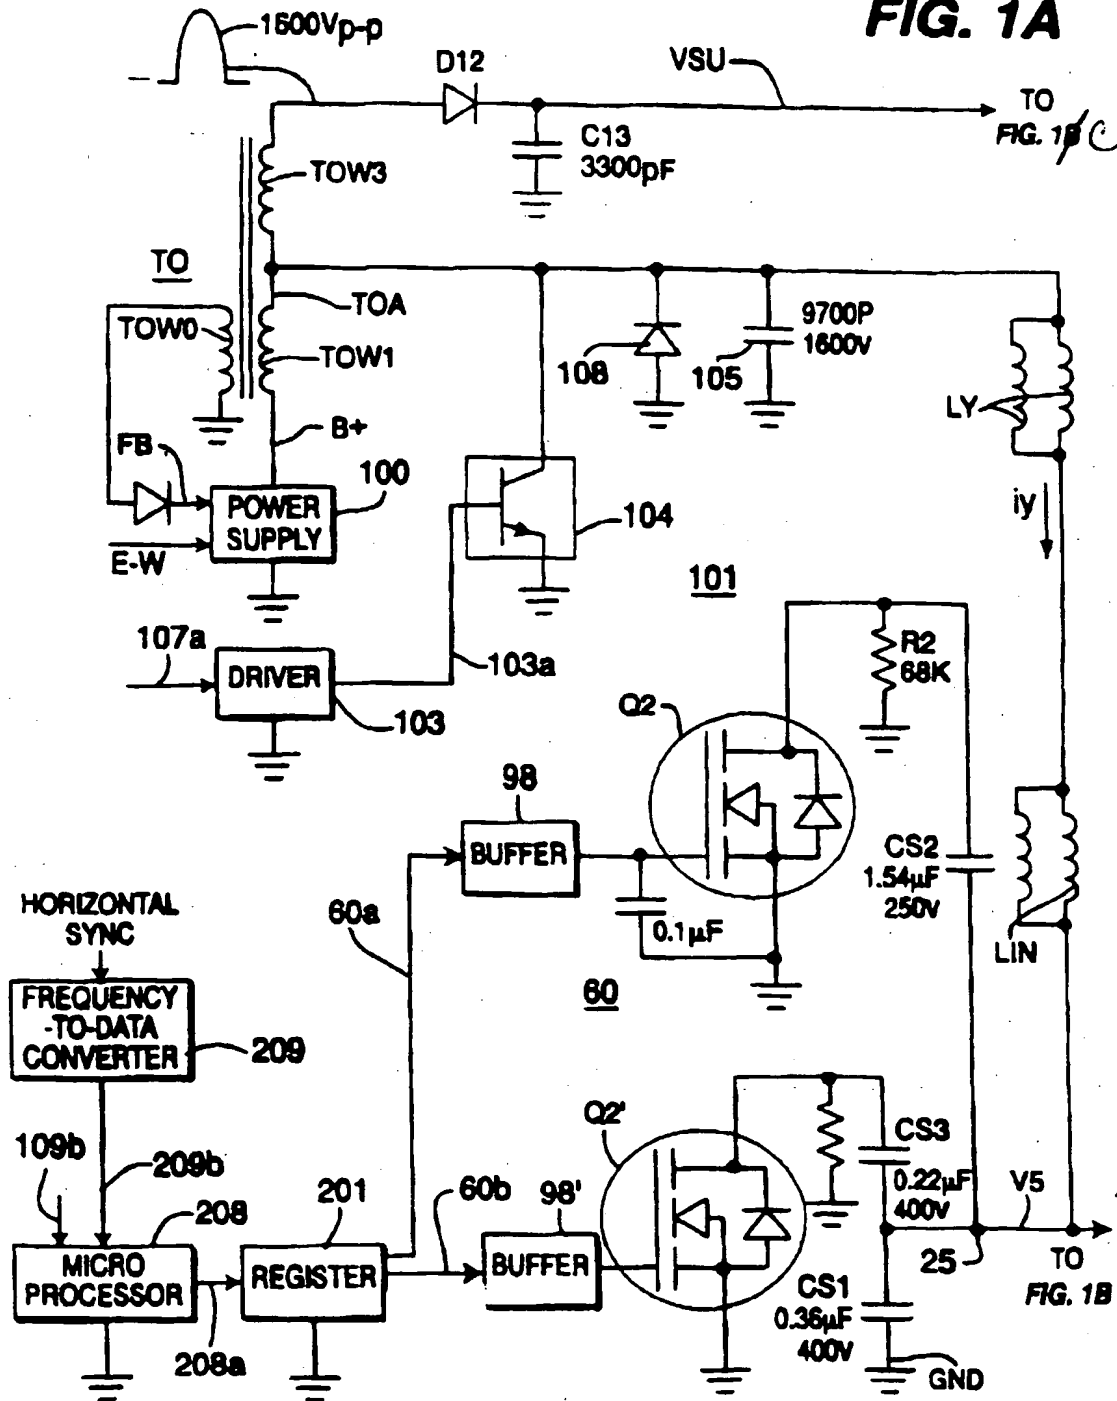 FIG. 1A
1600Vp-p
D12
VSU
TO
FIG. 1B C
C13
3300pF
TOW3
TO
TOA
TOW0
TOW1
9700P
1600V
108
105
LY
FB
B+
100
POWER
SUPPLY
E-W
104
iy
101
107a
DRIVER
103a
103
R2
68K
Q2
98
BUFFER
CS2
1.54µF
250V
HORIZONTAL
SYNC
60a
0.1µF
LIN
FREQUENCY
-TO-DATA
CONVERTER
209
60
Q2'
CS3
0.22µF
400V
109b
209b
208
201
60b
98'
V5
MICRO
PROCESSOR
REGISTER
BUFFER
25
TO
FIG. 1B
CS1
0.36µF
400V
208a
GND